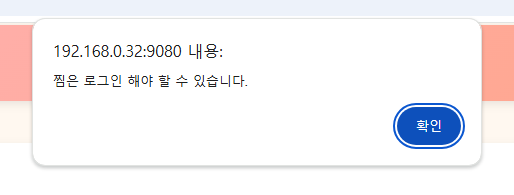 192.168.0.32:9080 내용:
찜은 로그인 해야 할 수 있습니다.
확인